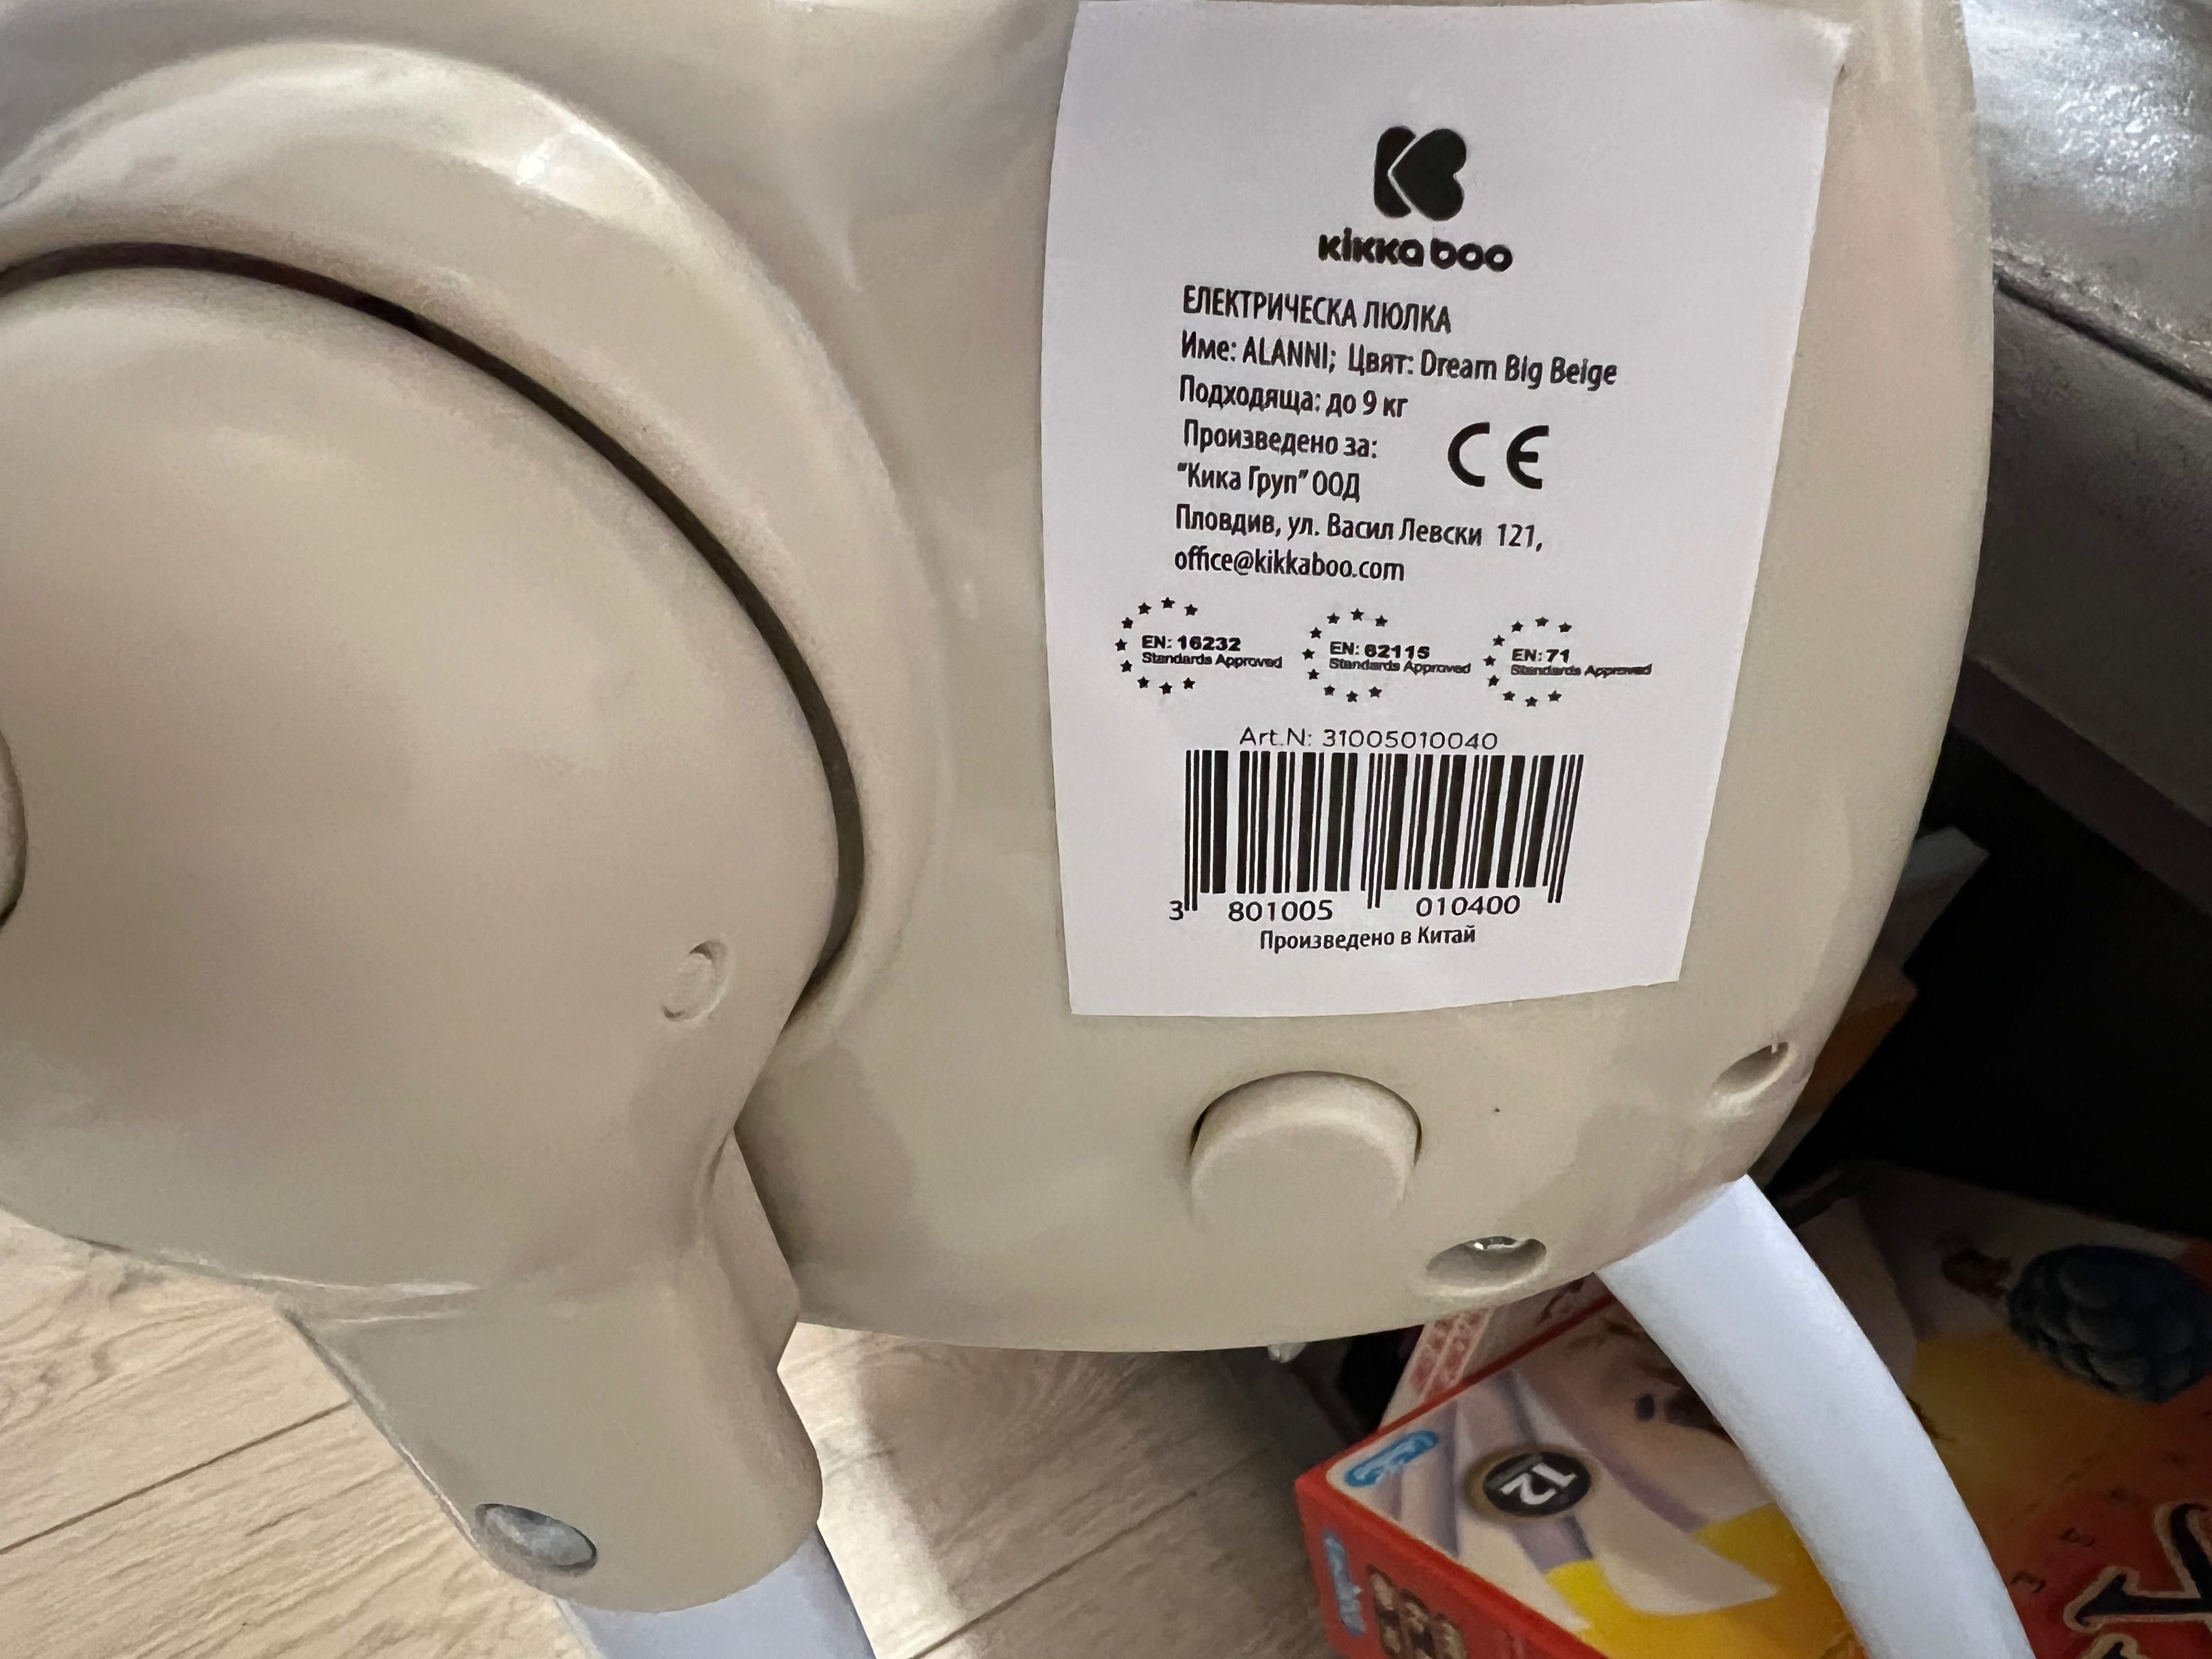 kikka boo
ЕЛЕКТРИЧЕСКА ЛЮЛКА
Име: ALANNI; Цвят: Dream Big Beige
Подходяща: до 9 кг
Произведено за:
CE
"Кика Груп" ООД
Пловдив, ул. Васил Левски 121,
office@kikkaboo.com
EN: 16232
Standards Approved
EN: 62115
Standards Approved
EN: 71
Standards Approved
Art.N: 31005010040
3 801005 010400
Произведено в Китай
12